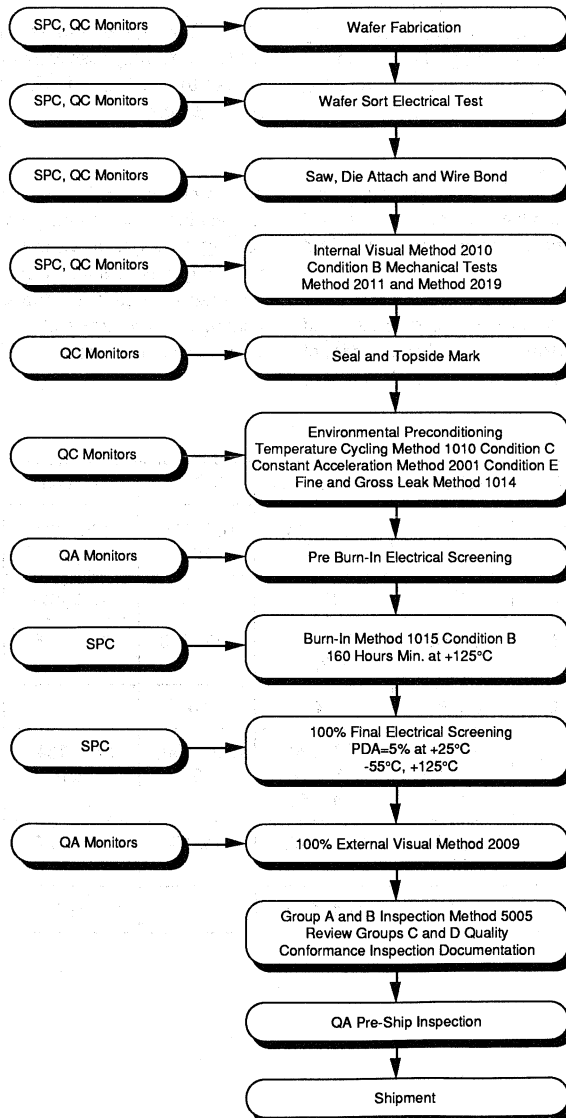 SPC, QC Monitors
Wafer Fabrication
SPC, QC Monitors
Wafer Sort Electrical Test
SPC, QC Monitors
Saw, Die Attach and Wire Bond
SPC, QC Monitors
Internal Visual Method 2010
Condition B Mechanical Tests
Method 2011 and Method 2019
QC Monitors
Seal and Topside Mark
QC Monitors
Environmental Preconditioning
Temperature Cycling Method 1010 Condition C
Constant Acceleration Method 2001 Condition E
Fine and Gross Leak Method 1014
QA Monitors
Pre Burn-In Electrical Screening
SPC
Burn-In Method 1015 Condition B
160 Hours Min. at +125°C
SPC
100% Final Electrical Screening
PDA=5% at +25°C
-55°C, +125°C
QA Monitors
100% External Visual Method 2009
Group A and B Inspection Method 5005
Review Groups C and D Quality
Conformance Inspection Documentation
QA Pre-Ship Inspection
Shipment